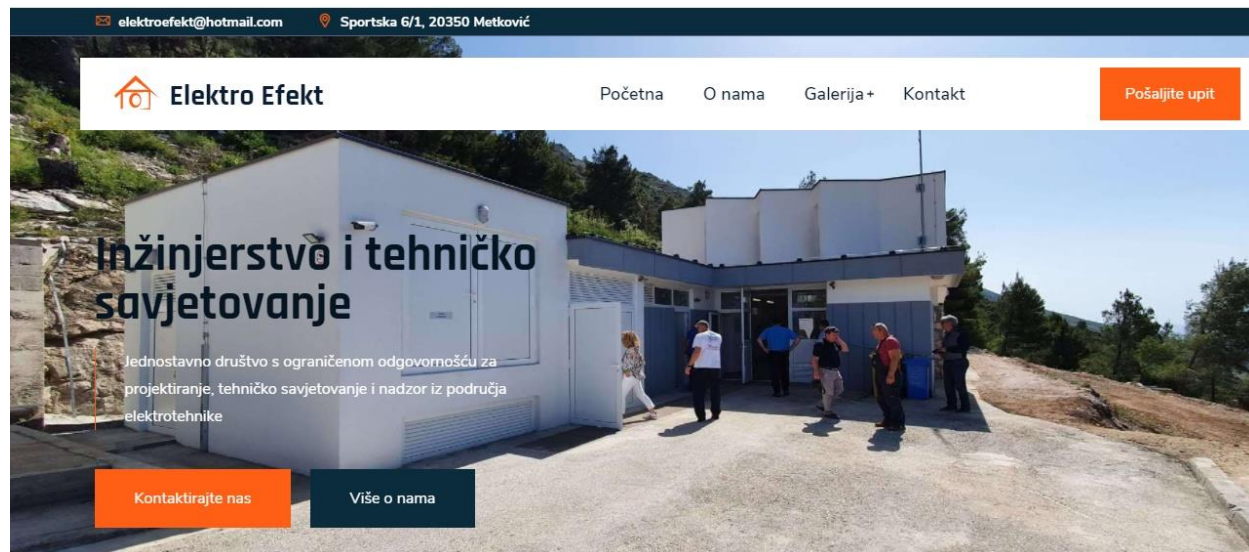 elektroefekt@hotmail.com Sportska 6/1, 20350 Metković
Elektro Efekt Početna O nama Galerija+ Kontakt Pošaljite upit
Inžinjerstvo i tehničko
savjetovanje
Jednostavno društvo s ograničenom odgovornošću za
projektiranje, tehničko savjetovanje i nadzor iz područja
elektrotehnike
Kontaktirajte nas Više o nama